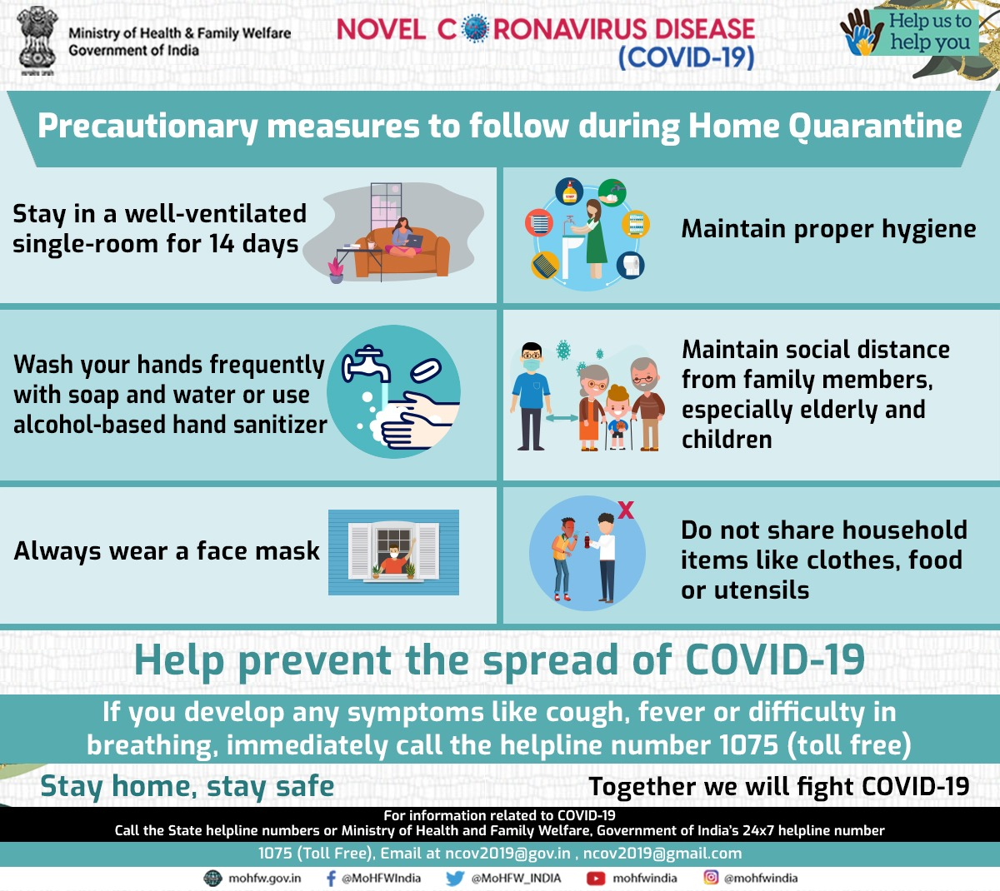 Ministry of Health & Family Welfare
Government of India
NOVEL CORONAVIRUS DISEASE
(COVID-19)
Help us to
help you
Precautionary measures to follow during Home Quarantine
Stay in a well-ventilated
single-room for 14 days
Maintain proper hygiene
Wash your hands frequently
with soap and water or use
alcohol-based hand sanitizer
Maintain social distance
from family members,
especially elderly and
children
Always wear a face mask
X
Do not share household
items like clothes, food
or utensils
Help prevent the spread of COVID-19
If you develop any symptoms like cough, fever or difficulty in
breathing, immediately call the helpline number 1075 (toll free)
Stay home, stay safe
Together we will fight COVID-19
For information related to COVID-19
Call the State helpline numbers or Ministry of Health and Family Welfare, Government of India's 24x7 helpline number
1075 (Toll Free), Email at ncov2019@gov.in , ncov2019@gmail.com
mohfw.gov.in @MoHFWIndia @MoHFW_INDIA mohfwindia @mohfwindia